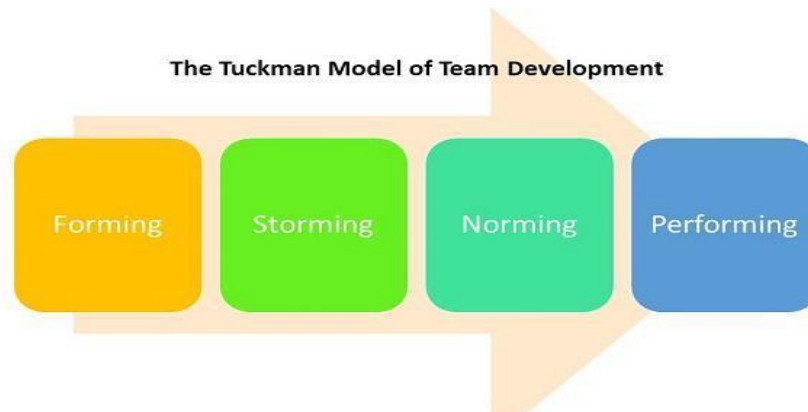 The Tuckman Model of Team Development
Forming
Storming
Norming
Performing